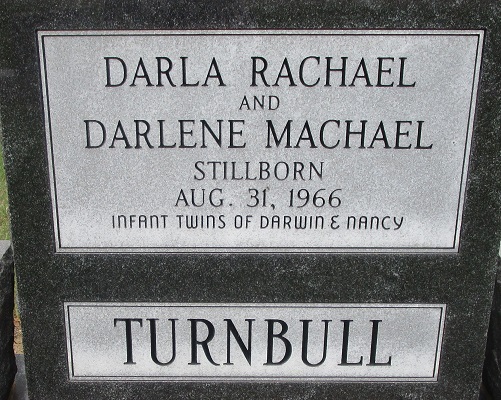 DARLA RACHAEL
AND
DARLENE MACHAEL
STILLBORN
AUG. 31, 1966
INFANT TWINS OF DARWIN & NANCY
TURNBULL